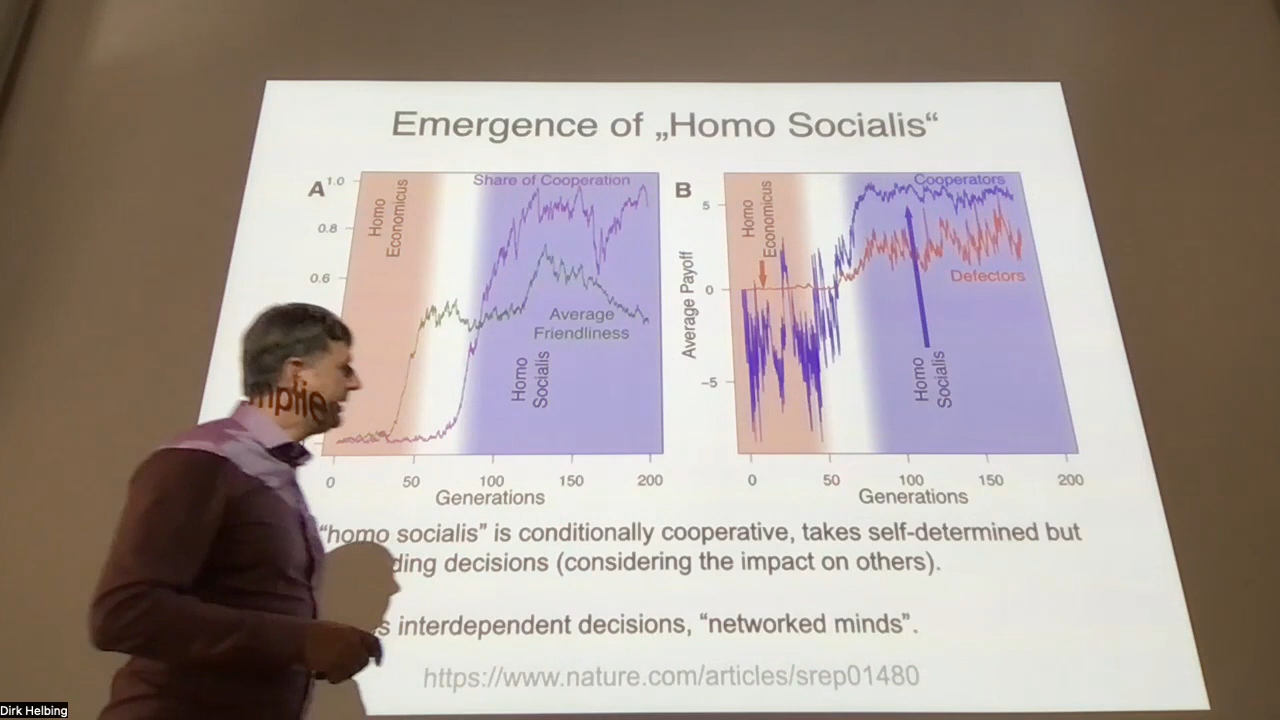 Emergence of „Homo Socialis“
A
1.0
0.8
0.6
Homo
Economicus
Share of Cooperation
Average
Friendliness
Homo
Socialis
0 50 100 150 200
Generations
B
5
0
−5
Average Payoff
Homo
Economicus
Cooperators
Defectors
Homo
Socialis
0 50 100 150 200
Generations
“homo socialis” is conditionally cooperative, takes self-determined but
ding decisions (considering the impact on others).
mplies
s interdependent decisions, “networked minds”.
https://www.nature.com/articles/srep01480
Dirk Helbing